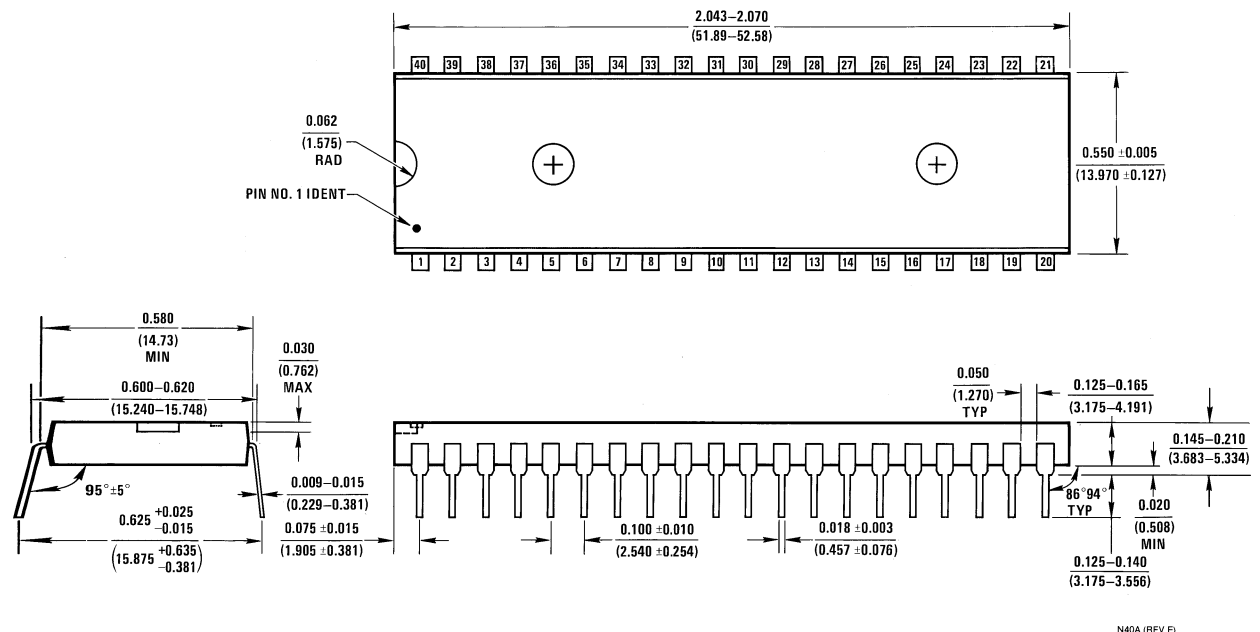 2.043–2.070
(51.89–52.58)
40 39 38 37 36 35 34 33 32 31 30 29 28 27 26 25 24 23 22 21
0.062
(1.575)
RAD
PIN NO. 1 IDENT
0.550 ±0.005
(13.970 ±0.127)
1 2 3 4 5 6 7 8 9 10 11 12 13 14 15 16 17 18 19 20
0.580
(14.73)
MIN
0.030
(0.762)
MAX
0.600–0.620
(15.240–15.748)
95°±5°
0.009–0.015
(0.229–0.381)
0.625 +0.025 -0.015
(15.875 +0.635 -0.381)
0.075 ±0.015
(1.905 ±0.381)
0.100 ±0.010
(2.540 ±0.254)
0.018 ±0.003
(0.457 ±0.076)
0.050
(1.270)
TYP
0.125–0.165
(3.175–4.191)
0.145–0.210
(3.683–5.334)
86°94°
TYP
0.020
(0.508)
MIN
0.125–0.140
(3.175–3.556)
N40A (REV E)